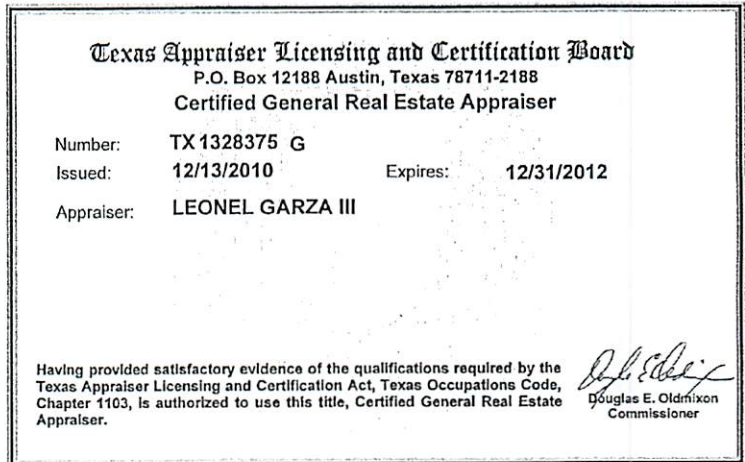 Texas Appraiser Licensing and Certification Board
P.O. Box 12188 Austin, Texas 78711-2188
Certified General Real Estate Appraiser
Number: TX 1328375 G
Issued: 12/13/2010 Expires: 12/31/2012
Appraiser: LEONEL GARZA III
Having provided satisfactory evidence of the qualifications required by the
Texas Appraiser Licensing and Certification Act, Texas Occupations Code,
Chapter 1103, is authorized to use this title, Certified General Real Estate
Appraiser.
Douglas E. Oldmixon
Commissioner